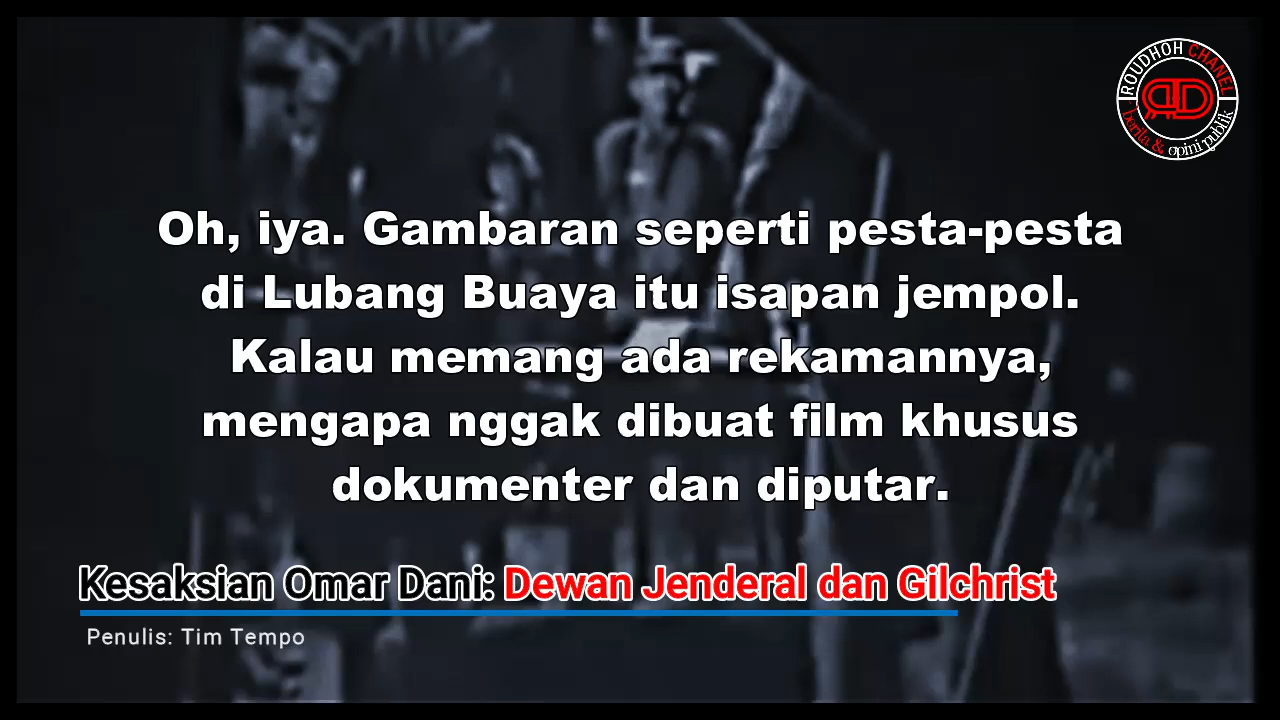 ROUDHOH CHANEL
berita & opini publik
Oh, iya. Gambaran seperti pesta-pesta
di Lubang Buaya itu isapan jempol.
Kalau memang ada rekamannya,
mengapa nggak dibuat film khusus
dokumenter dan diputar.
Kesaksian Omar Dani: Dewan Jenderal dan Gilchrist
Penulis: Tim Tempo